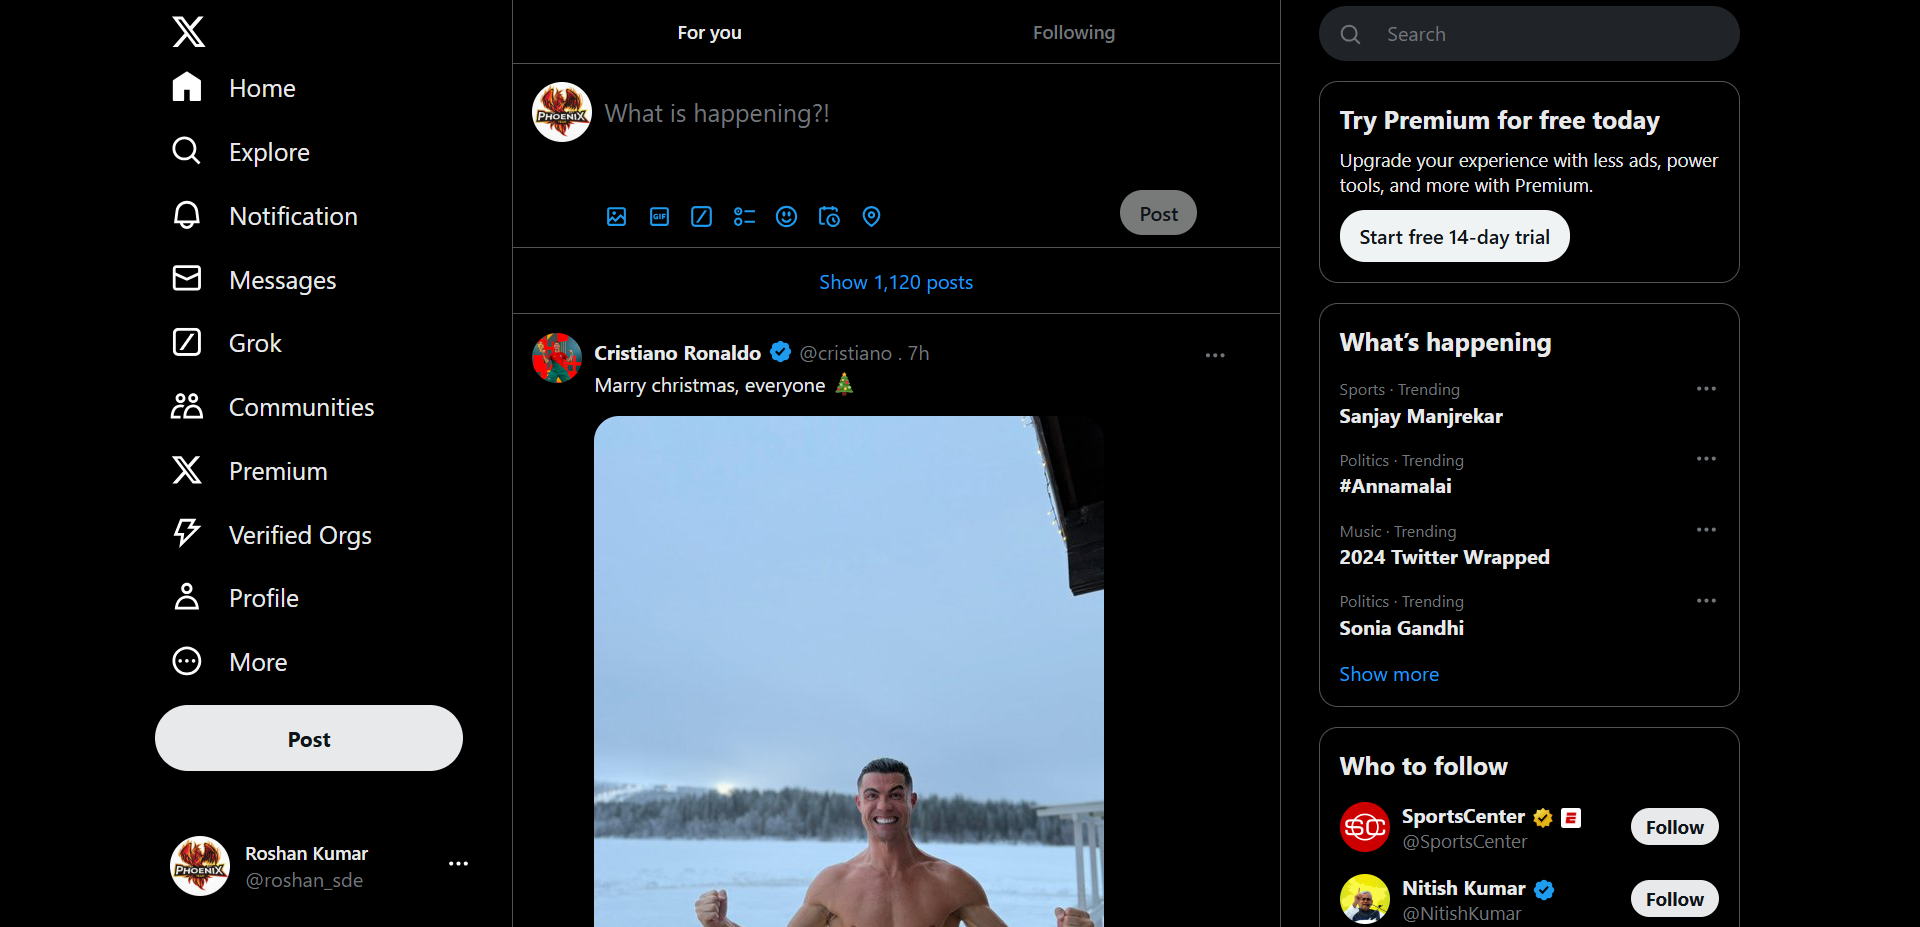 Home
Explore
Notification
Messages
Grok
Communities
Premium
Verified Orgs
Profile
More
Post
Roshan Kumar
@roshan_sde
PHOENIX
For you
Following
PHOENIX
What is happening?!
GIF
Post
Show 1,120 posts
Cristiano Ronaldo @cristiano . 7h
Marry christmas, everyone 🎄
Search
Try Premium for free today
Upgrade your experience with less ads, power
tools, and more with Premium.
Start free 14-day trial
What’s happening
Sports · Trending
Sanjay Manjrekar
Politics · Trending
#Annamalai
Music · Trending
2024 Twitter Wrapped
Politics · Trending
Sonia Gandhi
Show more
Who to follow
SC
SportsCenter
@SportsCenter
Follow
Nitish Kumar
@NitishKumar
Follow